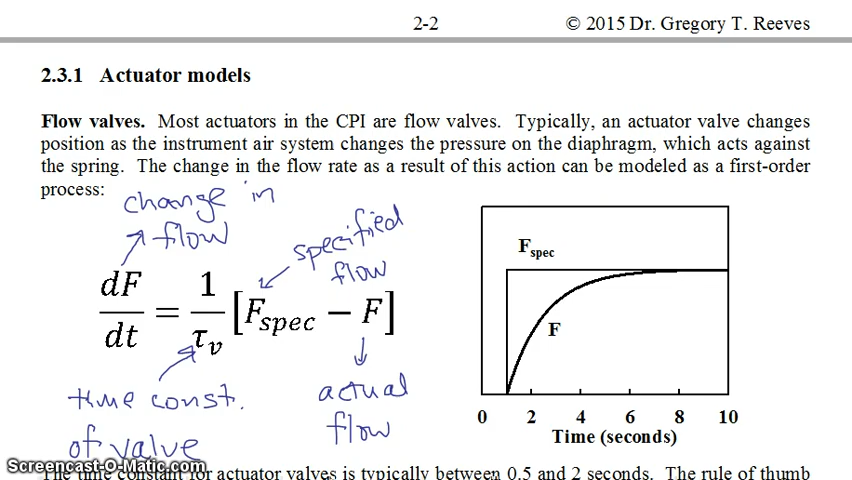 2-2 © 2015 Dr. Gregory T. Reeves
2.3.1 Actuator models
Flow valves. Most actuators in the CPI are flow valves. Typically, an actuator valve changes
position as the instrument air system changes the pressure on the diaphragm, which acts against
the spring. The change in the flow rate as a result of this action can be modeled as a first-order
process:
change in
flow
specified
flow
dF/dt = 1/τv [Fspec − F]
time const.
of valve
actual
flow
Fspec
F
0 2 4 6 8 10
Time (seconds)
Screencast-O-Matic.com
The time constant for actuator valves is typically between 0.5 and 2 seconds. The rule of thumb